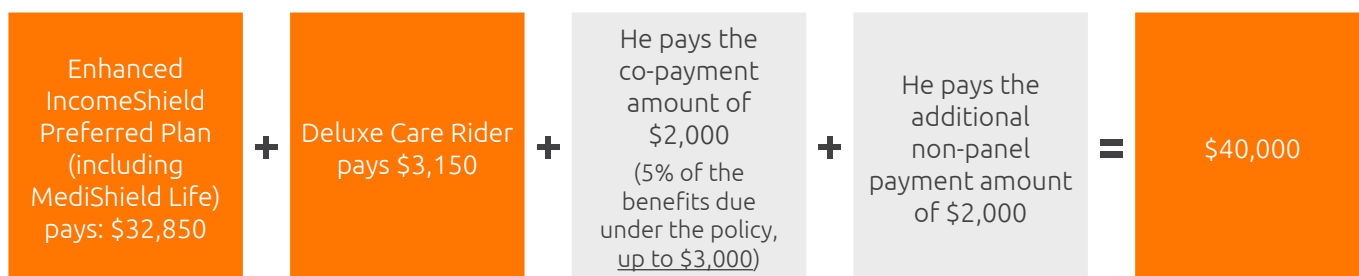 Enhanced
IncomeShield
Preferred Plan
(including
MediShield Life)
pays: $32,850
+
Deluxe Care Rider
pays $3,150
+
He pays the
co-payment
amount of
$2,000
(5% of the
benefits due
under the policy,
up to $3,000)
+
He pays the
additional
non-panel
payment amount
of $2,000
=
$40,000